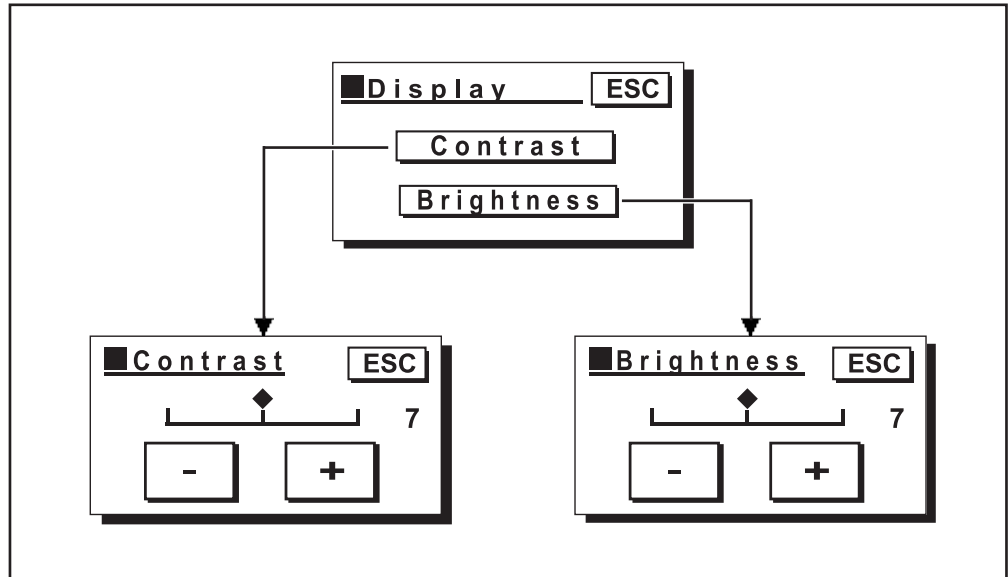 Display ESC
Contrast
Brightness
Contrast ESC
7
- +
Brightness ESC
7
- +